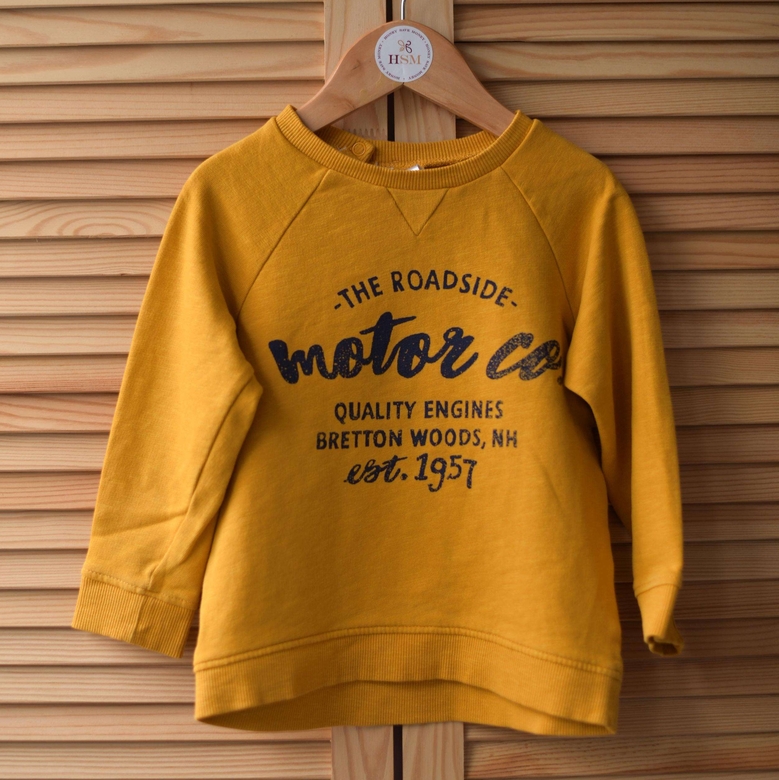 HSM
-THE ROADSIDE-
motor co.
QUALITY ENGINES
BRETTON WOODS, NH
est. 1957